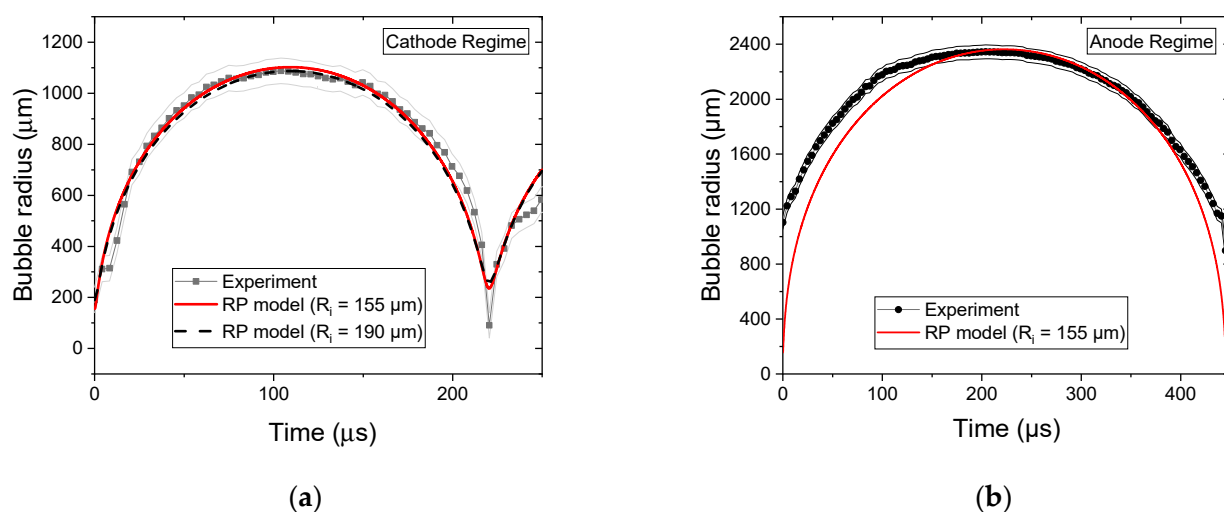 Cathode Regime
Bubble radius (μm)
1200
1000
800
600
400
200
0
Experiment
RP model (Rᵢ = 155 μm)
RP model (Rᵢ = 190 μm)
0 100 200
Time (μs)
(a)
Anode Regime
Bubble radius (μm)
2400
2000
1600
1200
800
400
0
Experiment
RP model (Rᵢ = 155 μm)
0 100 200 300 400
Time (μs)
(b)